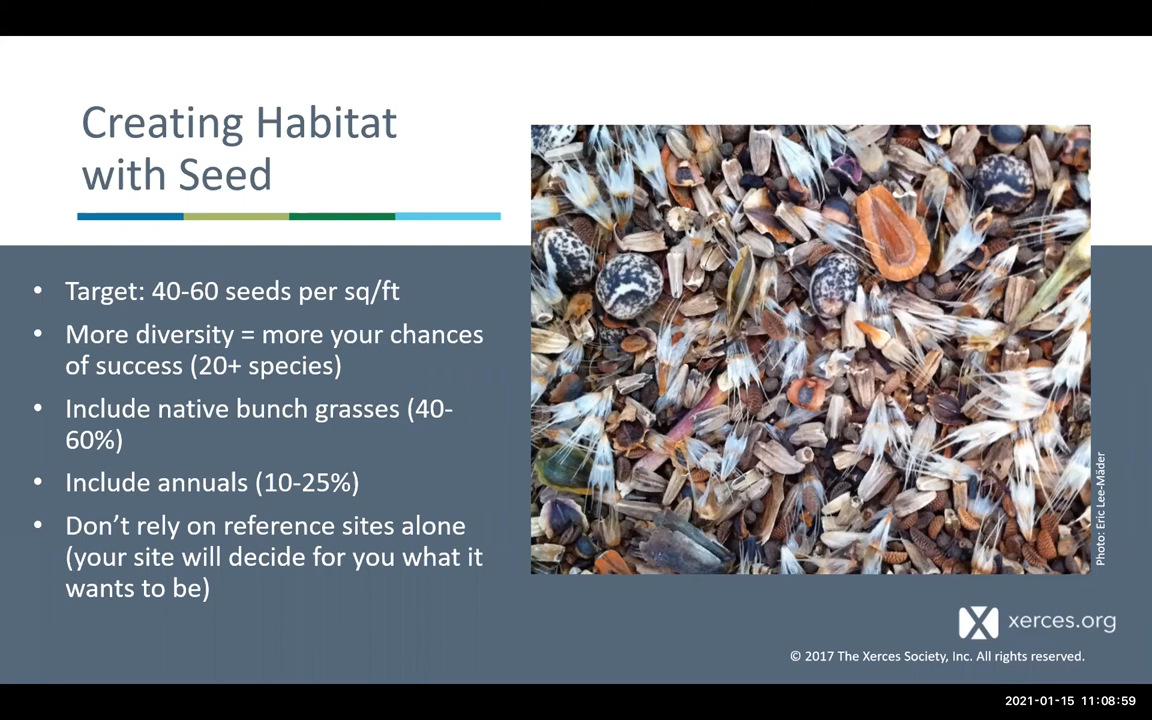 Creating Habitat
with Seed
• Target: 40-60 seeds per sq/ft
• More diversity = more your chances
of success (20+ species)
• Include native bunch grasses (40-
60%)
• Include annuals (10-25%)
• Don’t rely on reference sites alone
(your site will decide for you what it
wants to be)
Photo: Eric Lee-Mäder
xerces.org
© 2017 The Xerces Society, Inc. All rights reserved.
2021-01-15 11:08:59